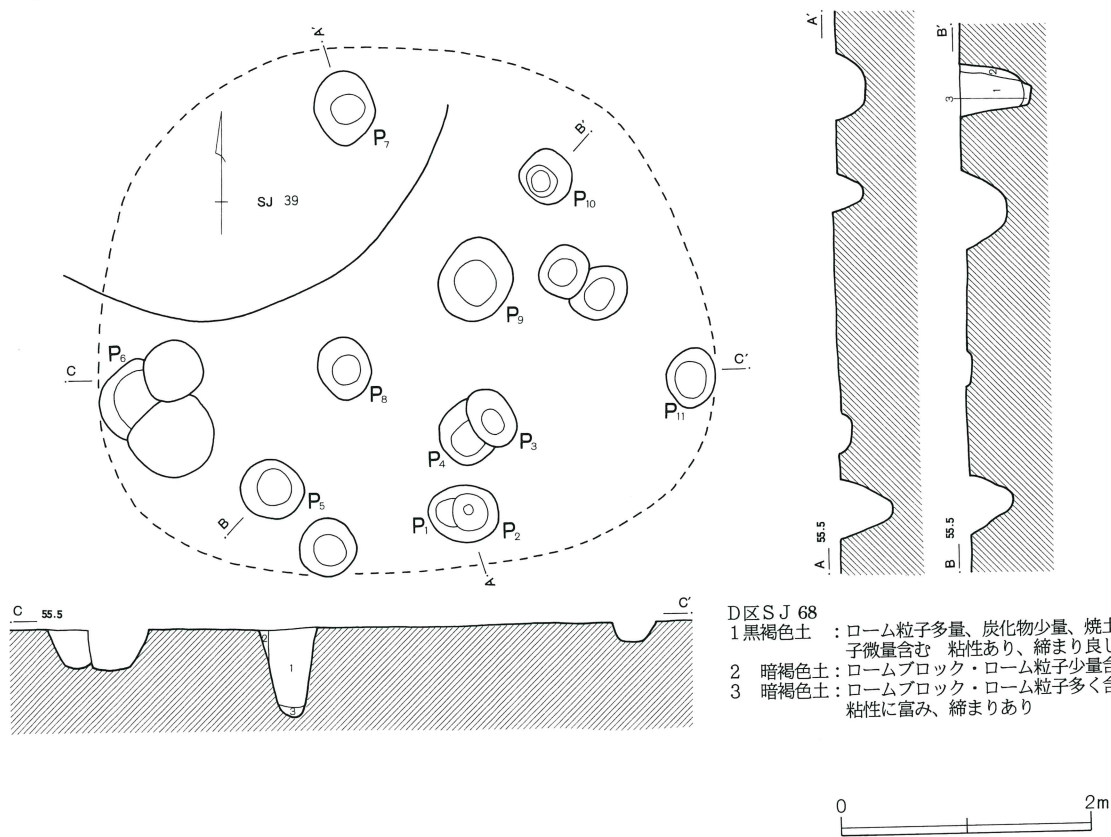 A′
P7
B′
P10
SJ 39
P9
P6
C
C′
P8
P11
P3
P4
P5
B
P1
P2
A
A′
A
55.5
B′
2
1
3
B
55.5
C 55.5
C′
2
1
3
D区SJ 68
1黒褐色土 :ローム粒子多量、炭化物少量、焼土
子微量含む 粘性あり、締まり良し
2 暗褐色土:ロームブロック・ローム粒子少量含
3 暗褐色土:ロームブロック・ローム粒子多く含
粘性に富み、締まりあり
0 2m